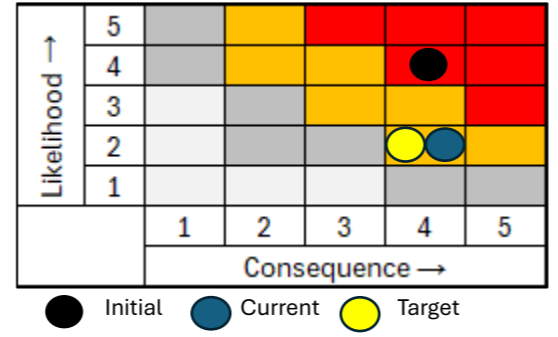 Likelihood →
5
4
3
2
1
1 2 3 4 5
Consequence →
Initial Current Target